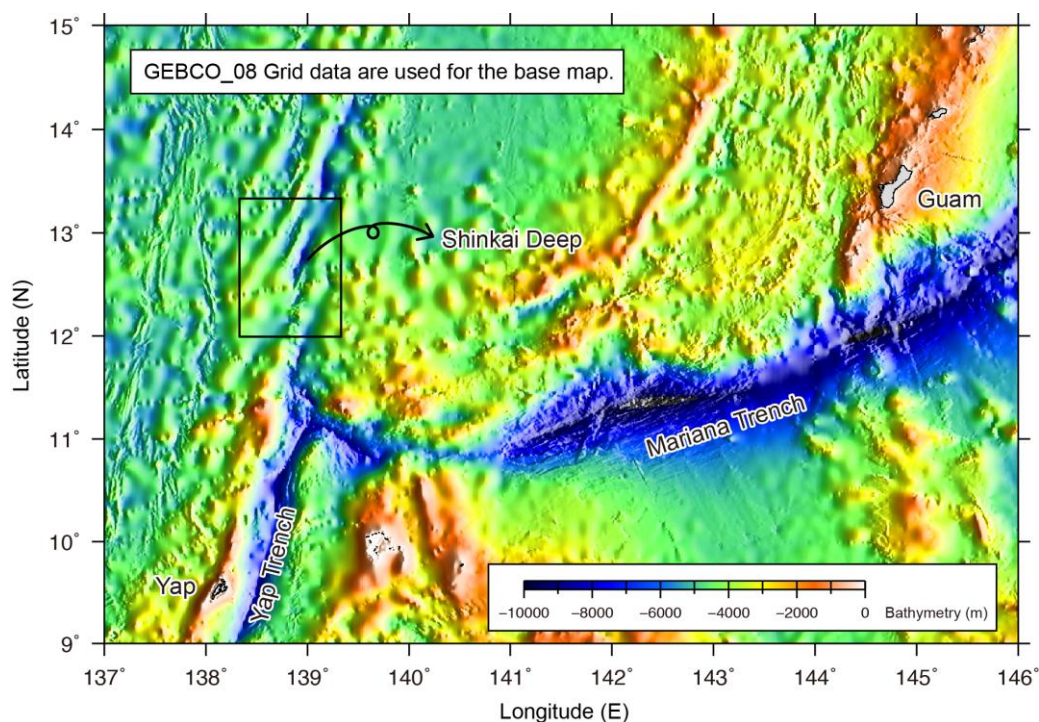 GEBCO_08 Grid data are used for the base map.
15˚
14˚
13˚
12˚
11˚
10˚
9˚
Latitude (N)
Guam
Shinkai Deep
Mariana Trench
Yap Trench
Yap
−10000 −8000 −6000 −4000 −2000 0 Bathymetry (m)
137˚ 138˚ 139˚ 140˚ 141˚ 142˚ 143˚ 144˚ 145˚ 146˚
Longitude (E)